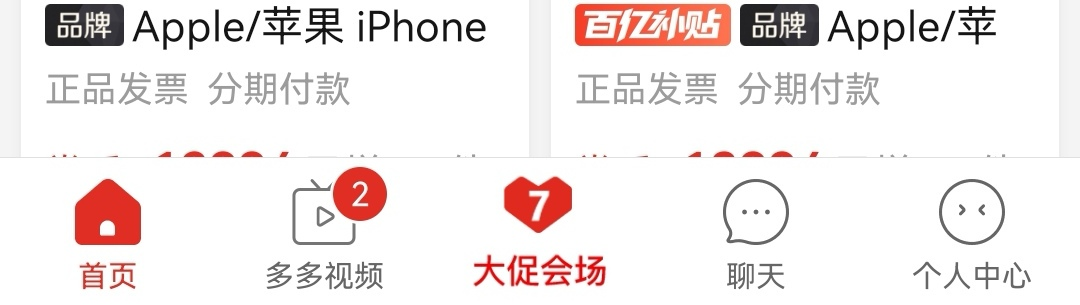 品牌 Apple/苹果 iPhone
百亿补贴 品牌 Apple/苹
正品发票 分期付款
正品发票 分期付款
2
7
首页
多多视频
大促会场
聊天
个人中心